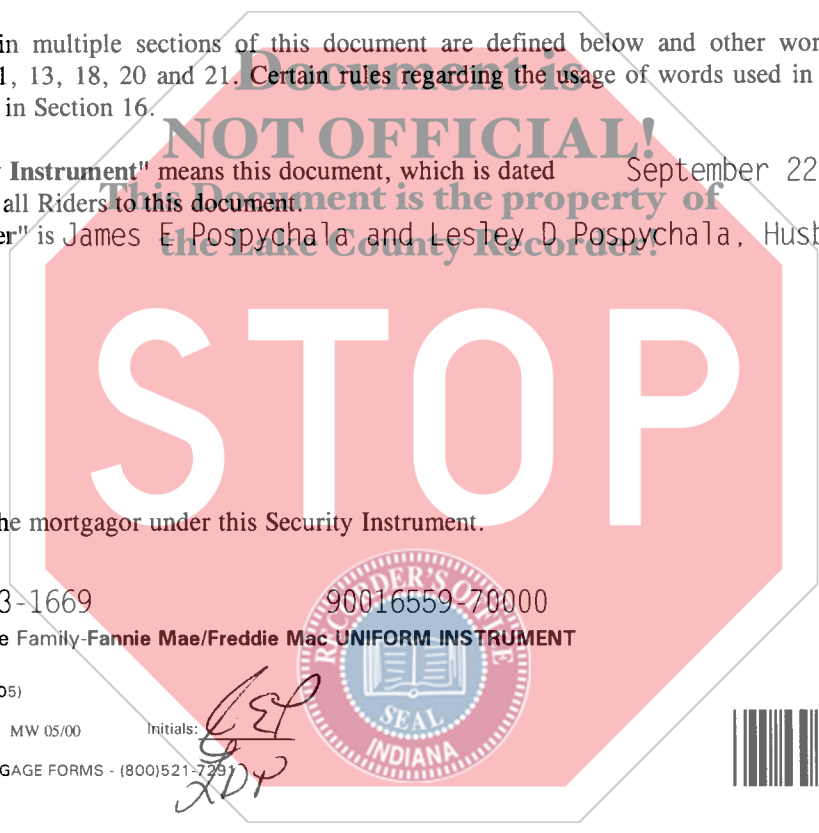 in multiple sections of this document are defined below and other wor
1, 13, 18, 20 and 21. Certain rules regarding the usage of words used in
in Section 16.
Document is
NOT OFFICIAL!
This Document is the property of
the Lake County Recorder!
Instrument" means this document, which is dated September 22
all Riders to this document.
er" is James E Pospychala and Lesley D Pospychala, Husb
STOP
he mortgagor under this Security Instrument.
3-1669 90016559-70000
e Family-Fannie Mae/Freddie Mac UNIFORM INSTRUMENT
05)
MW 05/00 Initials: JEP
LDP
GAGE FORMS - (800)521-7291
RECORDER'S OFFICE
SEAL
INDIANA